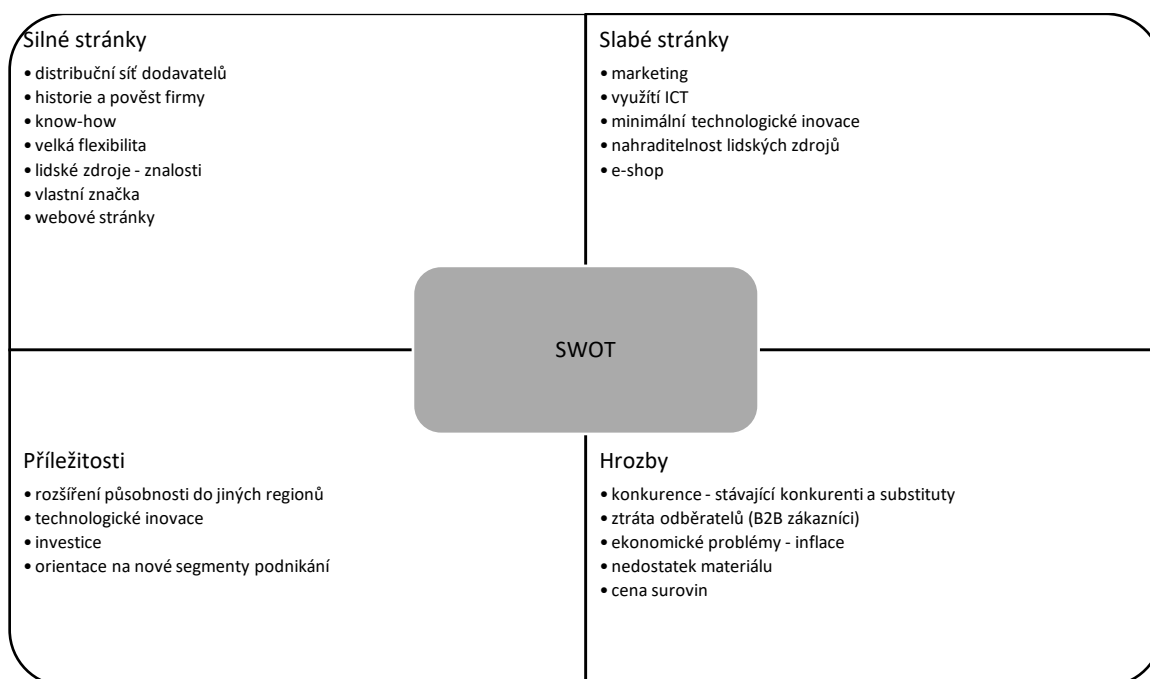 Silné stránky
• distribuční síť dodavatelů
• historie a pověst firmy
• know-how
• velká flexibilita
• lidské zdroje - znalosti
• vlastní značka
• webové stránky
Slabé stránky
• marketing
• využítí ICT
• minimální technologické inovace
• nahraditelnost lidských zdrojů
• e-shop
SWOT
Příležitosti
• rozšíření působnosti do jiných regionů
• technologické inovace
• investice
• orientace na nové segmenty podnikání
Hrozby
• konkurence - stávající konkurenti a substituty
• ztráta odběratelů (B2B zákazníci)
• ekonomické problémy - inflace
• nedostatek materiálu
• cena surovin